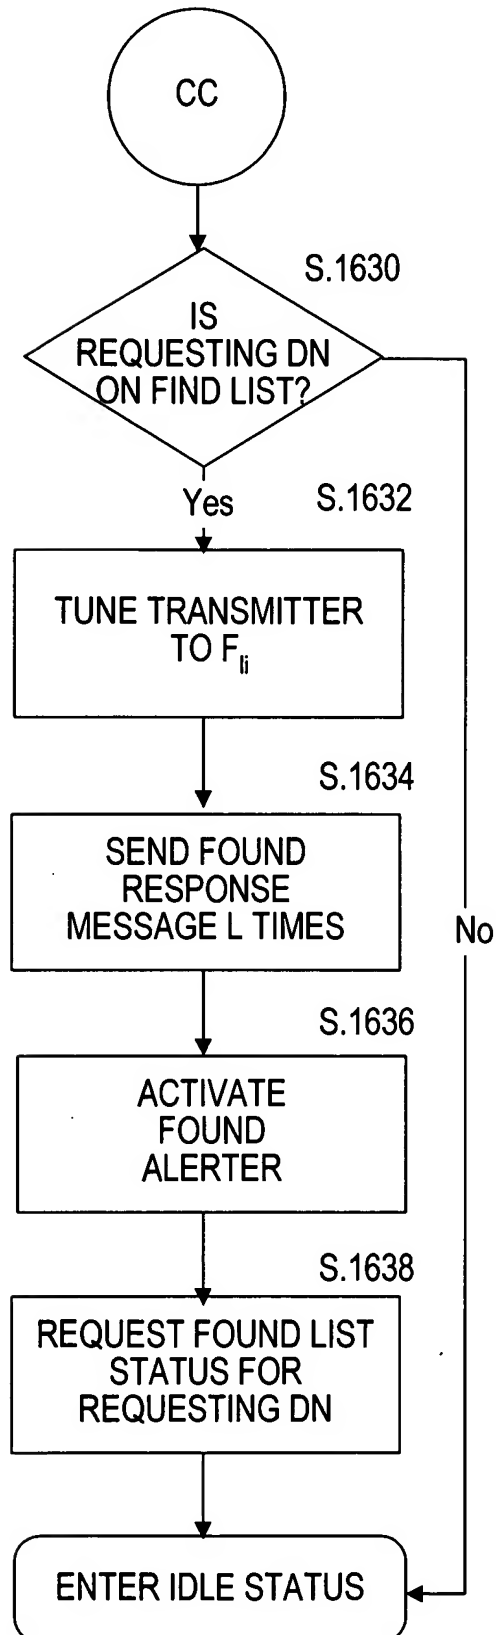 CC
S.1630
IS
REQUESTING DN
ON FIND LIST?
Yes
S.1632
TUNE TRANSMITTER
TO F_li
S.1634
SEND FOUND
RESPONSE
MESSAGE L TIMES
No
S.1636
ACTIVATE
FOUND
ALERTER
S.1638
REQUEST FOUND LIST
STATUS FOR
REQUESTING DN
ENTER IDLE STATUS